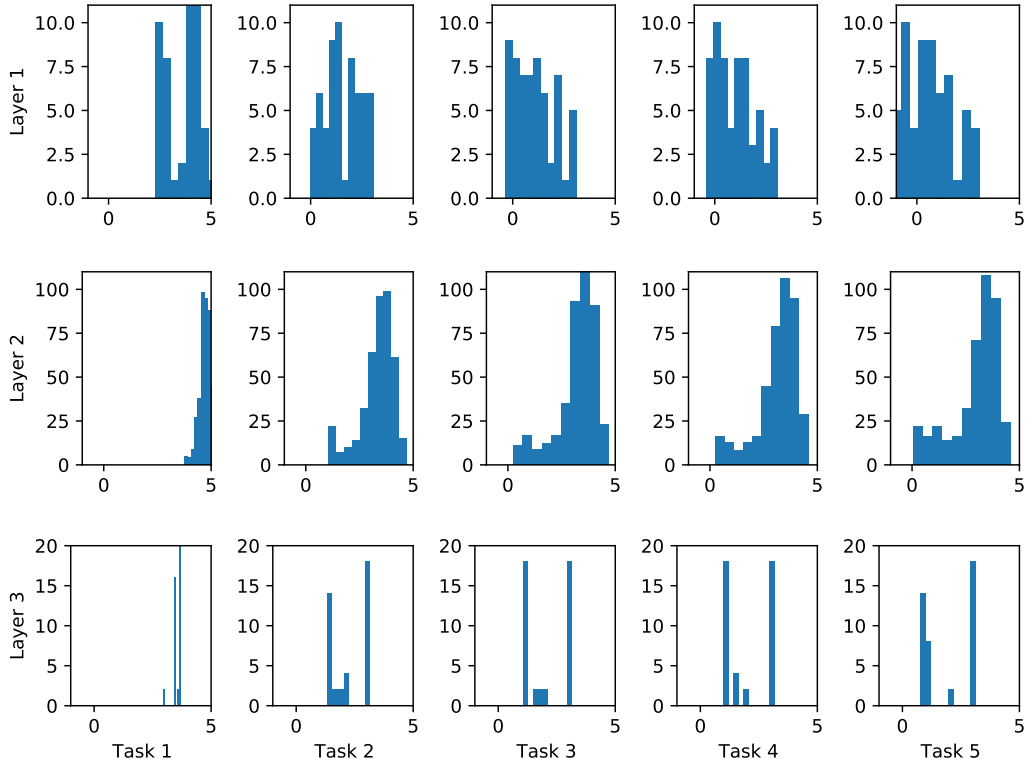 Layer 1
10.0 10.0 10.0 10.0 10.0
7.5 7.5 7.5 7.5 7.5
5.0 5.0 5.0 5.0 5.0
2.5 2.5 2.5 2.5 2.5
0.0 0.0 0.0 0.0 0.0
0 5 0 5 0 5 0 5 0 5
Layer 2
100 100 100 100 100
75 75 75 75 75
50 50 50 50 50
25 25 25 25 25
0 0 0 0 0
0 5 0 5 0 5 0 5 0 5
Layer 3
20 20 20 20 20
15 15 15 15 15
10 10 10 10 10
5 5 5 5 5
0 0 0 0 0
0 5 0 5 0 5 0 5 0 5
Task 1 Task 2 Task 3 Task 4 Task 5